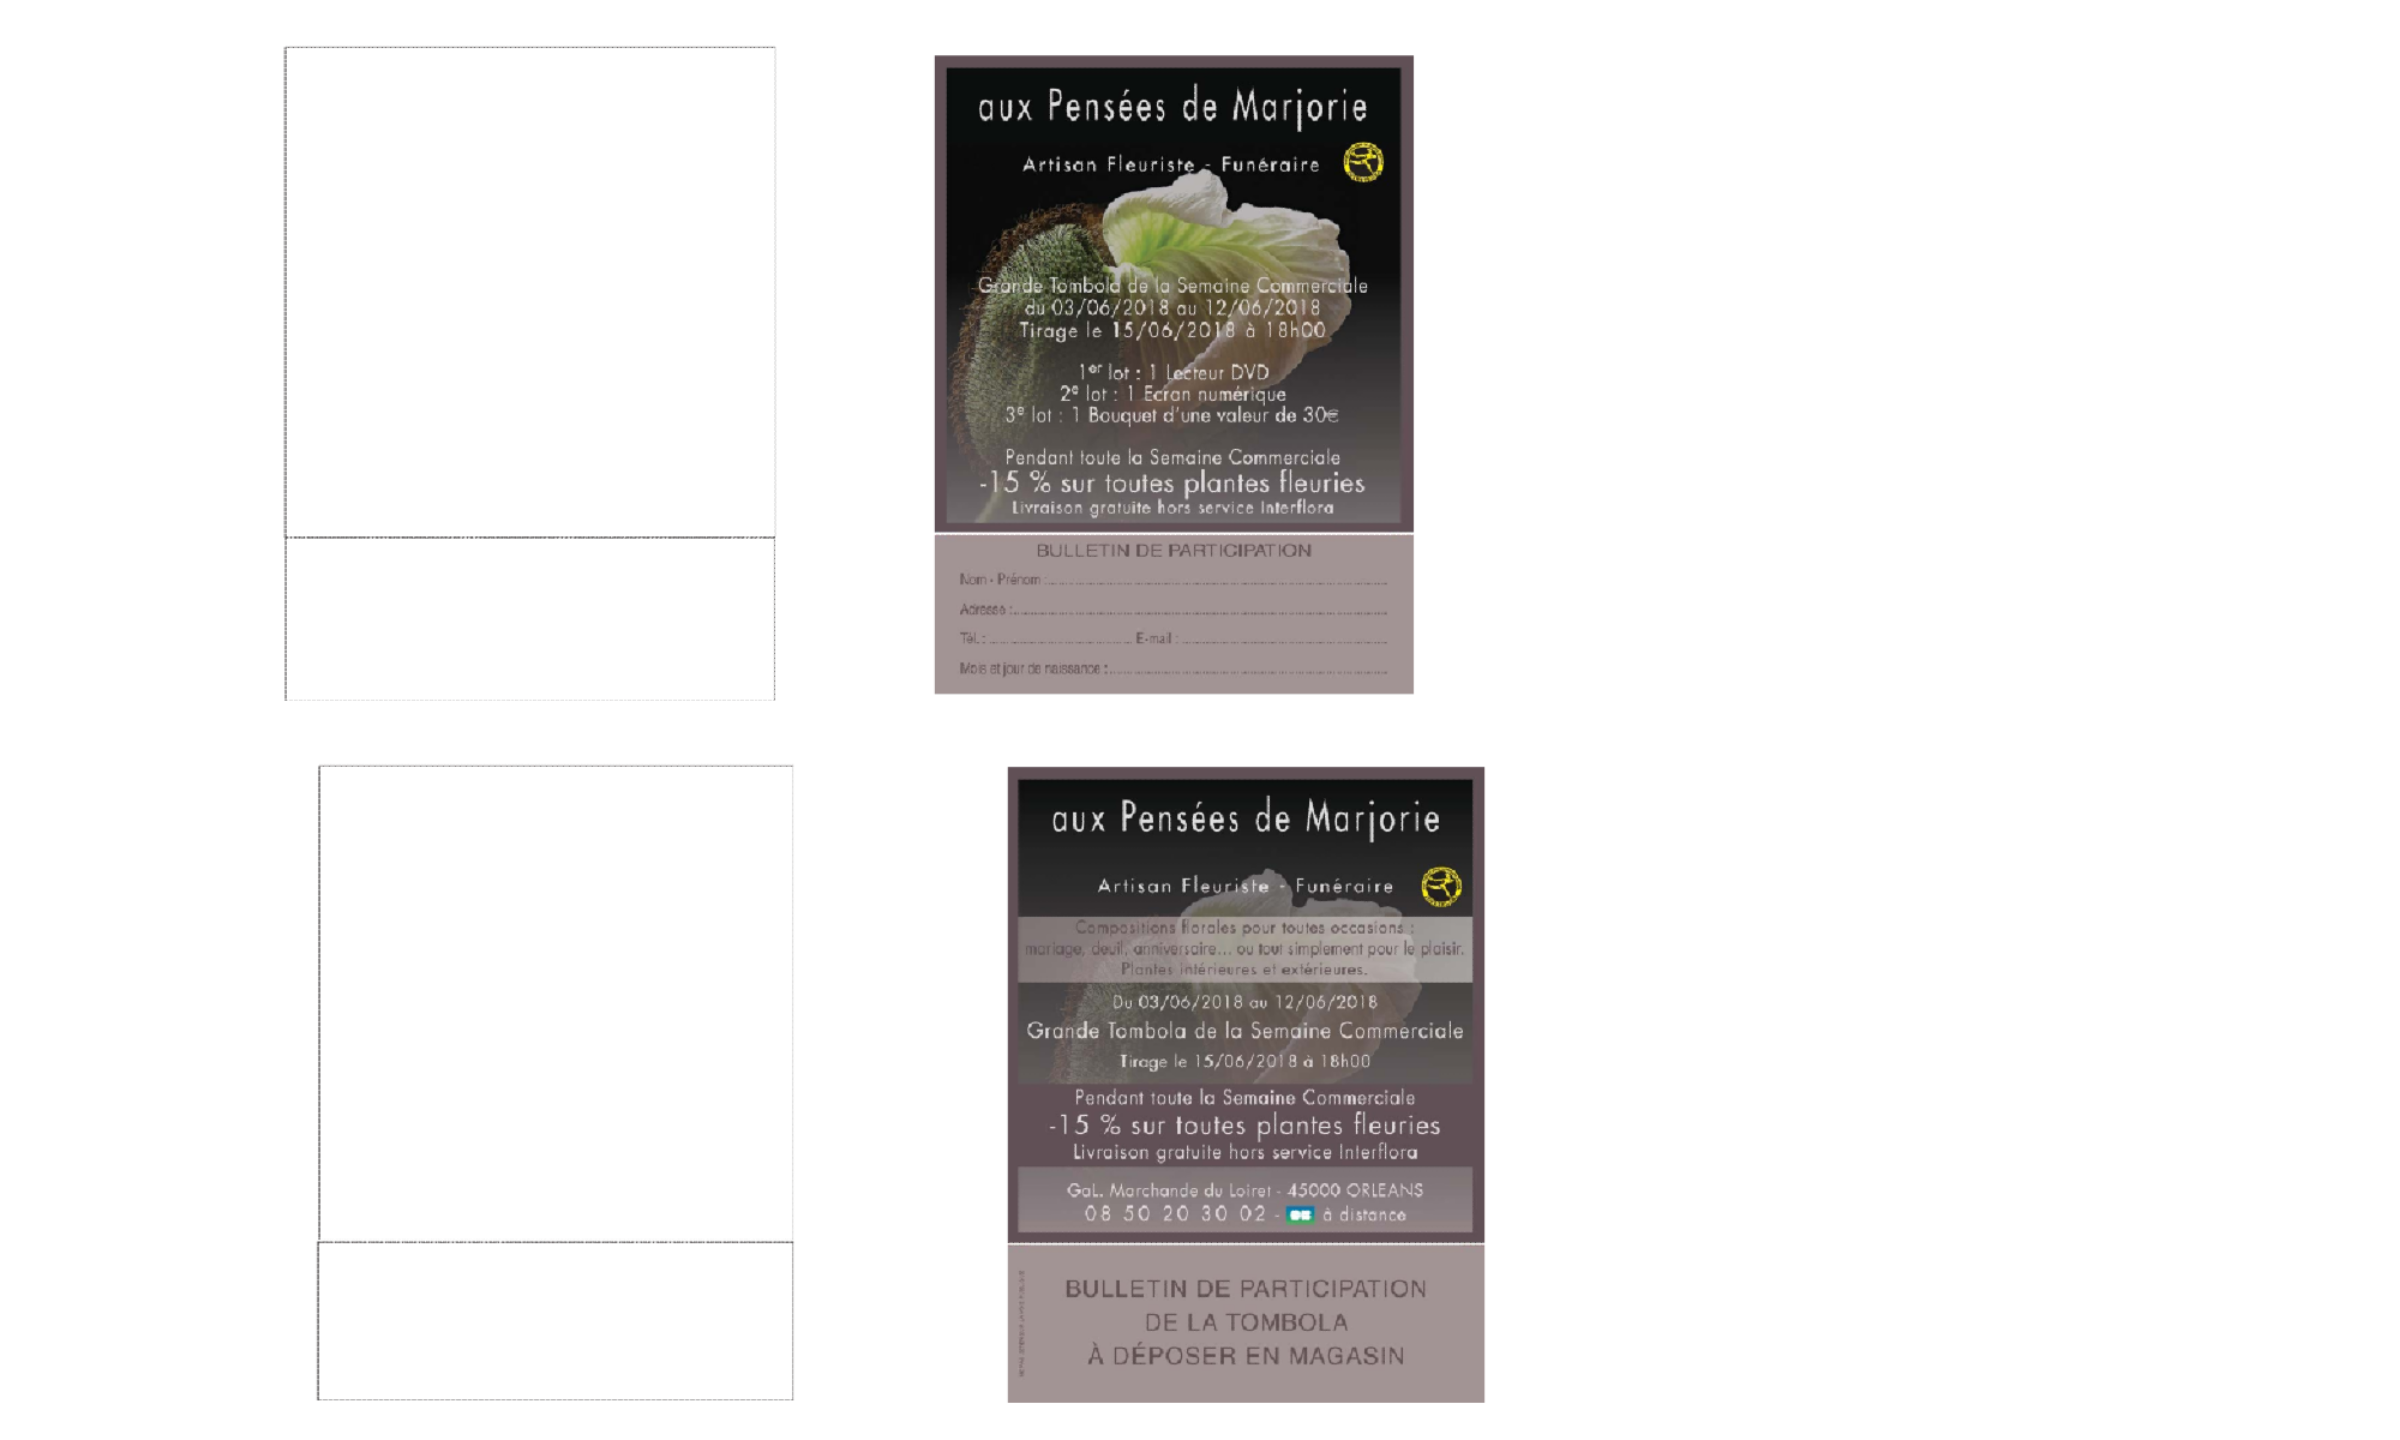 aux Pensées de Marjorie
Artisan Fleuriste - Funéraire
Grande Tombola de la Semaine Commerciale
du 03/06/2018 au 12/06/2018
Tirage le 15/06/2018 à 18h00
1er lot : 1 Lecteur DVD
2e lot : 1 Ecran numérique
3e lot : 1 Bouquet d'une valeur de 30€
Pendant toute la Semaine Commerciale
-15 % sur toutes plantes fleuries
Livraison gratuite hors service Interflora
BULLETIN DE PARTICIPATION
Nom - Prénom :
Adresse :
Tél. : E-mail :
Mois et jour de naissance :
aux Pensées de Marjorie
Artisan Fleuriste - Funéraire
Compositions florales pour toutes occasions :
mariage, deuil, anniversaire... ou tout simplement pour le plaisir.
Plantes intérieures et extérieures.
Du 03/06/2018 au 12/06/2018
Grande Tombola de la Semaine Commerciale
Tirage le 15/06/2018 à 18h00
Pendant toute la Semaine Commerciale
-15 % sur toutes plantes fleuries
Livraison gratuite hors service Interflora
GaL. Marchande du Loiret - 45000 ORLEANS
08 50 20 30 02 - à distance
BULLETIN DE PARTICIPATION
DE LA TOMBOLA
À DÉPOSER EN MAGASIN